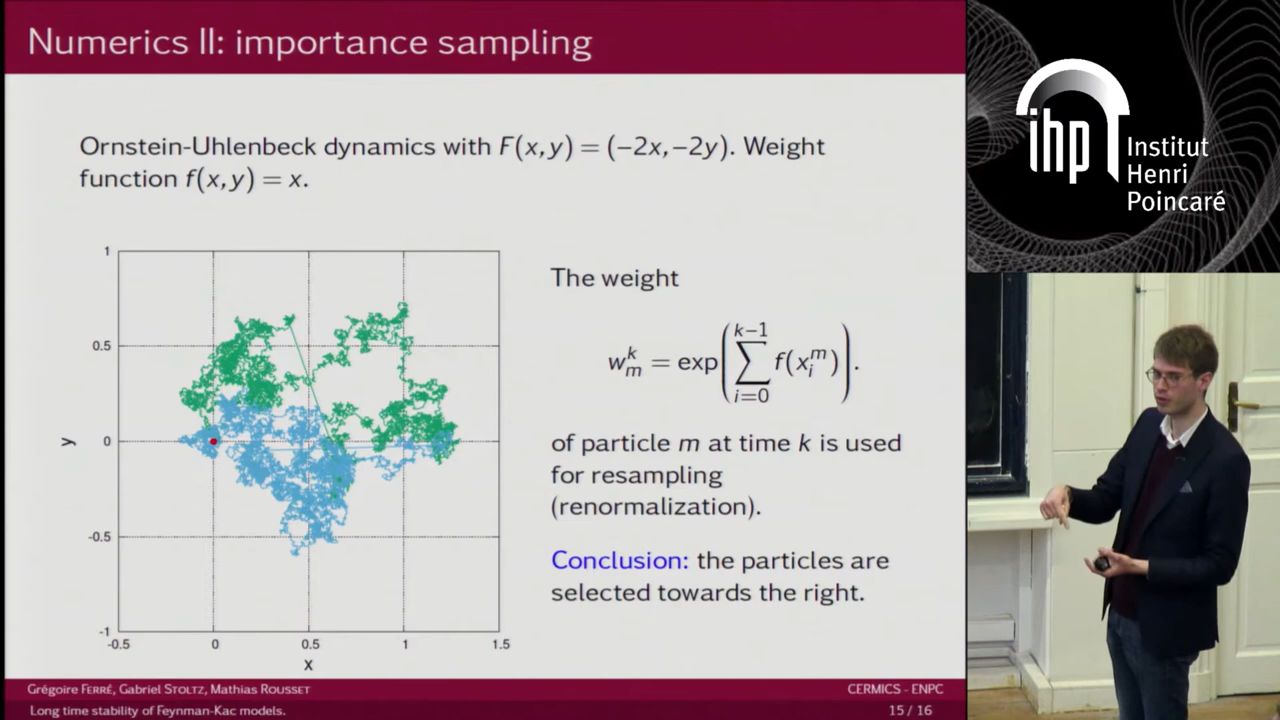 Numerics II: importance sampling
ihp
Institut
Henri
Poincaré
Ornstein-Uhlenbeck dynamics with F(x,y) = (−2x,−2y). Weight
function f(x,y) = x.
1
0.5
0
-0.5
-1
y
-0.5 0 0.5 1 1.5
x
The weight
w_m^k = exp(∑_{i=0}^{k−1} f(x_i^m)).
of particle m at time k is used
for resampling
(renormalization).
Conclusion: the particles are
selected towards the right.
Grégoire FERRÉ, Gabriel STOLTZ, Mathias ROUSSET CERMICS - ENPC
Long time stability of Feynman-Kac models. 15 / 16